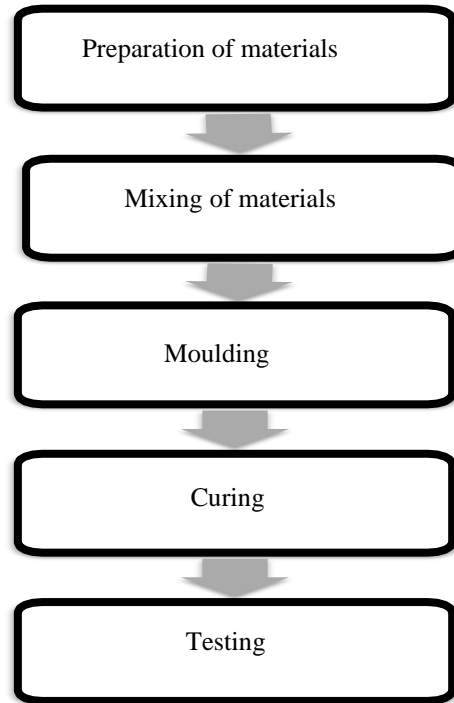 Preparation of materials
Mixing of materials
Moulding
Curing
Testing